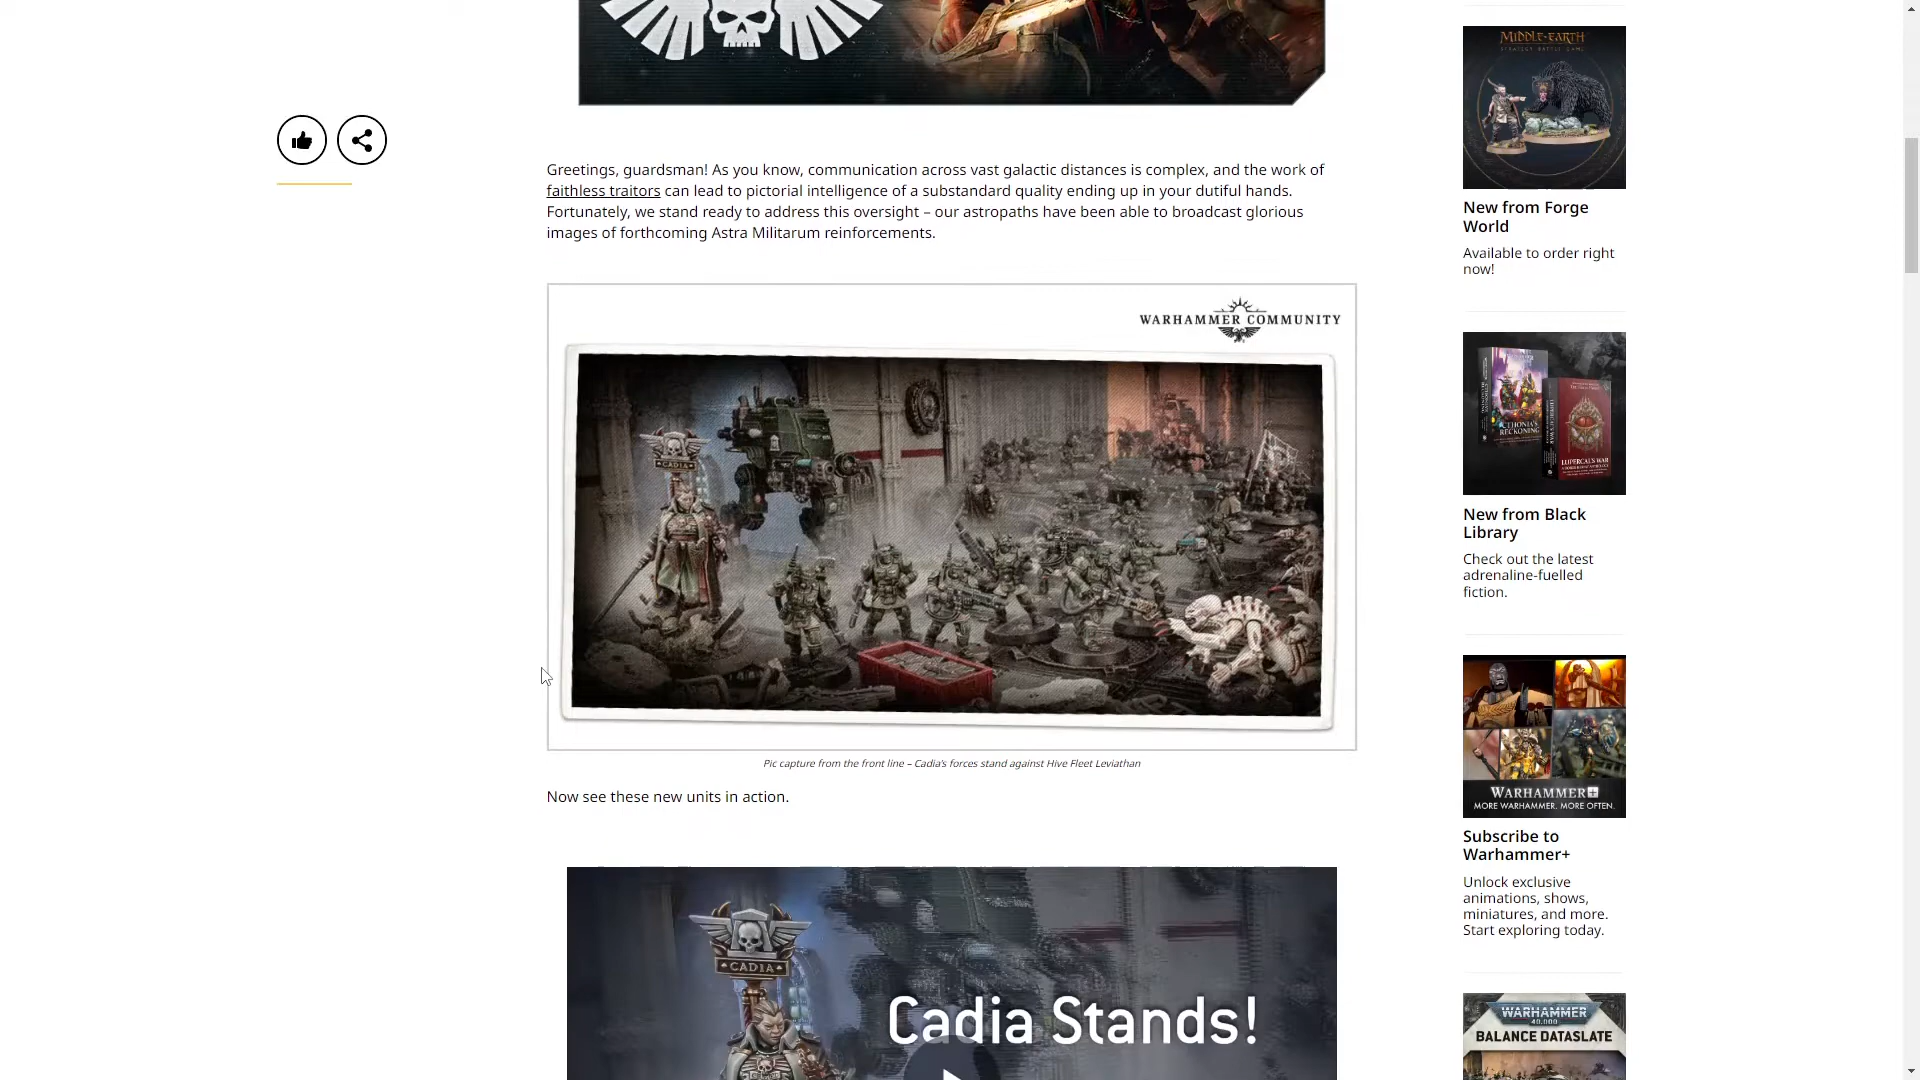 Greetings, guardsman! As you know, communication across vast galactic distances is complex, and the work of
faithless traitors can lead to pictorial intelligence of a substandard quality ending up in your dutiful hands.
Fortunately, we stand ready to address this oversight – our astropaths have been able to broadcast glorious
images of forthcoming Astra Militarum reinforcements.
WARHAMMER COMMUNITY
CADIA
Pic capture from the front line – Cadia's forces stand against Hive Fleet Leviathan
Now see these new units in action.
CADIA
Cadia Stands!
MIDDLE-EARTH
STRATEGY BATTLE GAME
New from Forge
World
Available to order right
now!
CTHONIA'S
RECKONING
LUPERCAL'S WAR
New from Black
Library
Check out the latest
adrenaline-fuelled
fiction.
WARHAMMER+
MORE WARHAMMER. MORE OFTEN.
Subscribe to
Warhammer+
Unlock exclusive
animations, shows,
miniatures, and more.
Start exploring today.
WARHAMMER
40,000
BALANCE DATASLATE